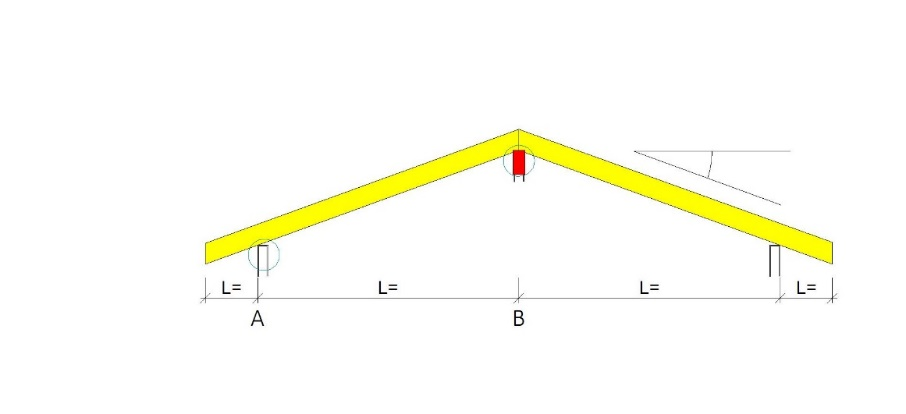 L= L= L= L=
A B